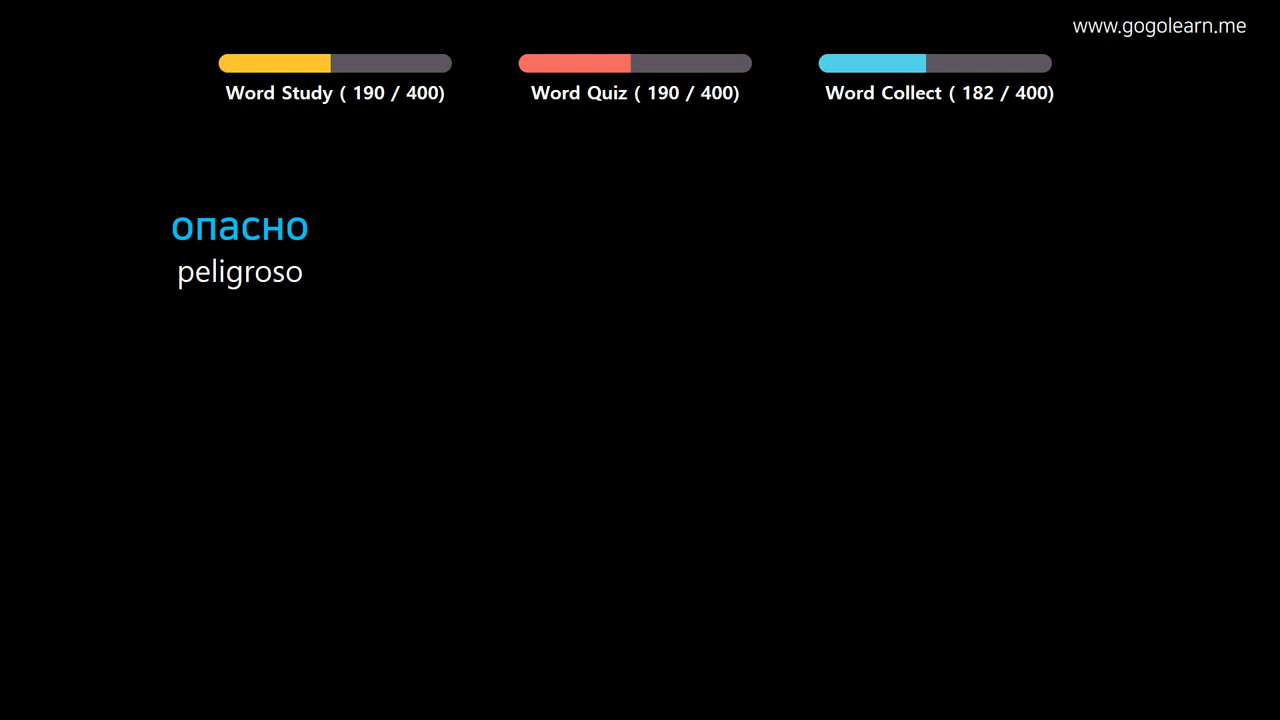 www.gogolearn.me
Word Study ( 190 / 400)
Word Quiz ( 190 / 400)
Word Collect ( 182 / 400)
опасно
peligroso